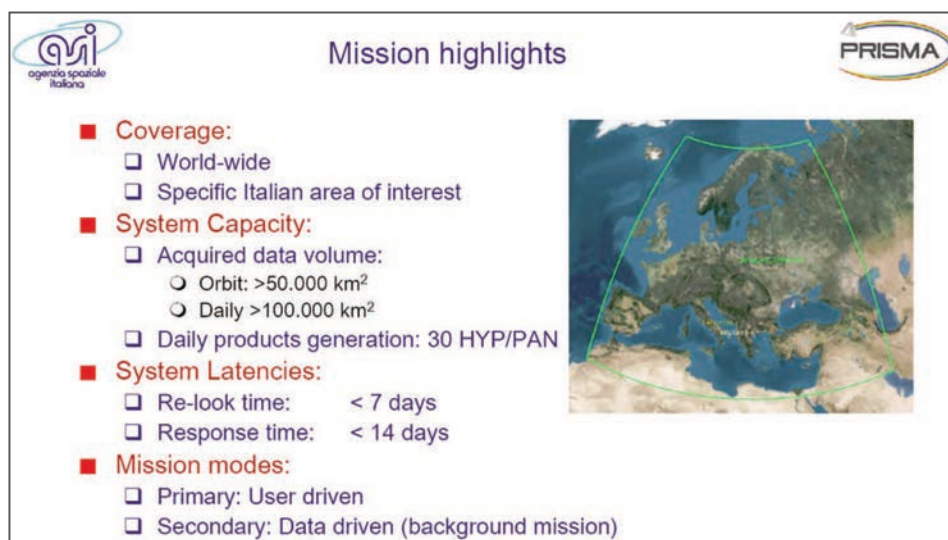 asi
agenzia spaziale
italiana
Mission highlights
PRISMA
Coverage:
World-wide
Specific Italian area of interest
System Capacity:
Acquired data volume:
Orbit: >50.000 km²
Daily >100.000 km²
Daily products generation: 30 HYP/PAN
System Latencies:
Re-look time: < 7 days
Response time: < 14 days
Mission modes:
Primary: User driven
Secondary: Data driven (background mission)